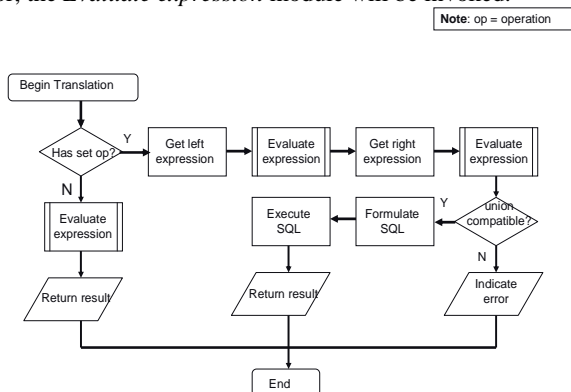 the Evaluate expression module will be invoked.
Note: op = operation
Begin Translation
Has set op?
Y
Get left
expression
Evaluate
expression
Get right
expression
Evaluate
expression
N
Evaluate
expression
Execute
SQL
Formulate
SQL
Y
union
compatible?
N
Return result
Return result
Indicate
error
End